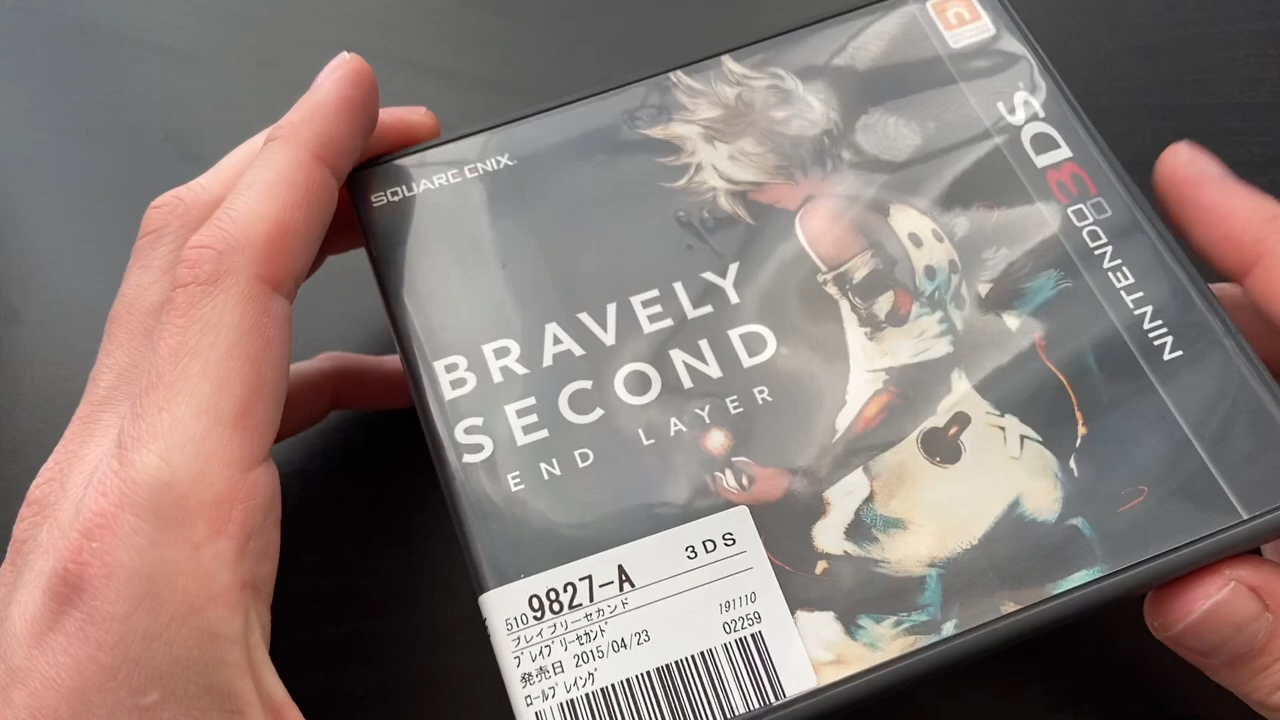 SQUARE ENIX.
NINTENDO 3DS
BRAVELY
SECOND
END LAYER
3DS
510 9827-A
ブレイブリーセカンド
ﾌﾞﾚｲﾌﾞﾘｰｾｶﾝﾄﾞ
191110
発売日 2015/04/23
02259
ﾛｰﾙﾌﾟﾚｲﾝｸﾞ